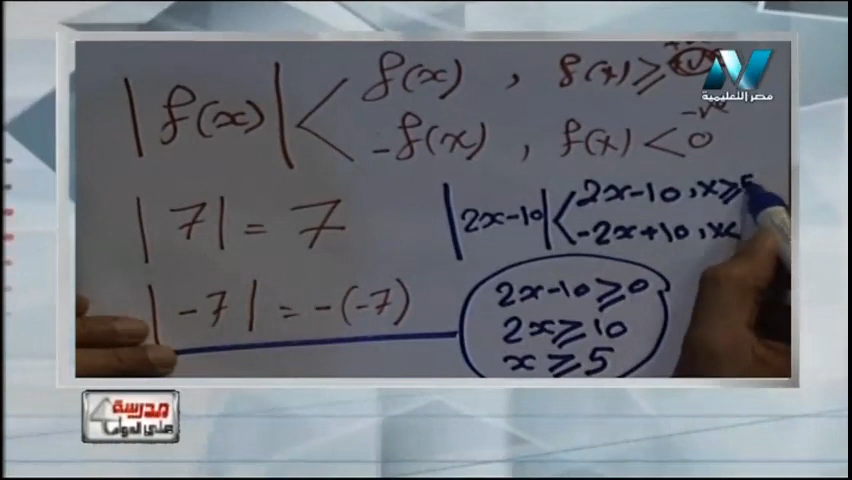 |f(x)| < f(x) , f(x) ≥
-f(x) , f(x) < 0
|7| = 7
|2x-10| < 2x-10 , x ≥ 5
-2x+10 , x <
|-7| = -(-7)
2x-10 ≥ 0
2x ≥ 10
x ≥ 5
مصر التعليمية
مدرسة
على الهواء